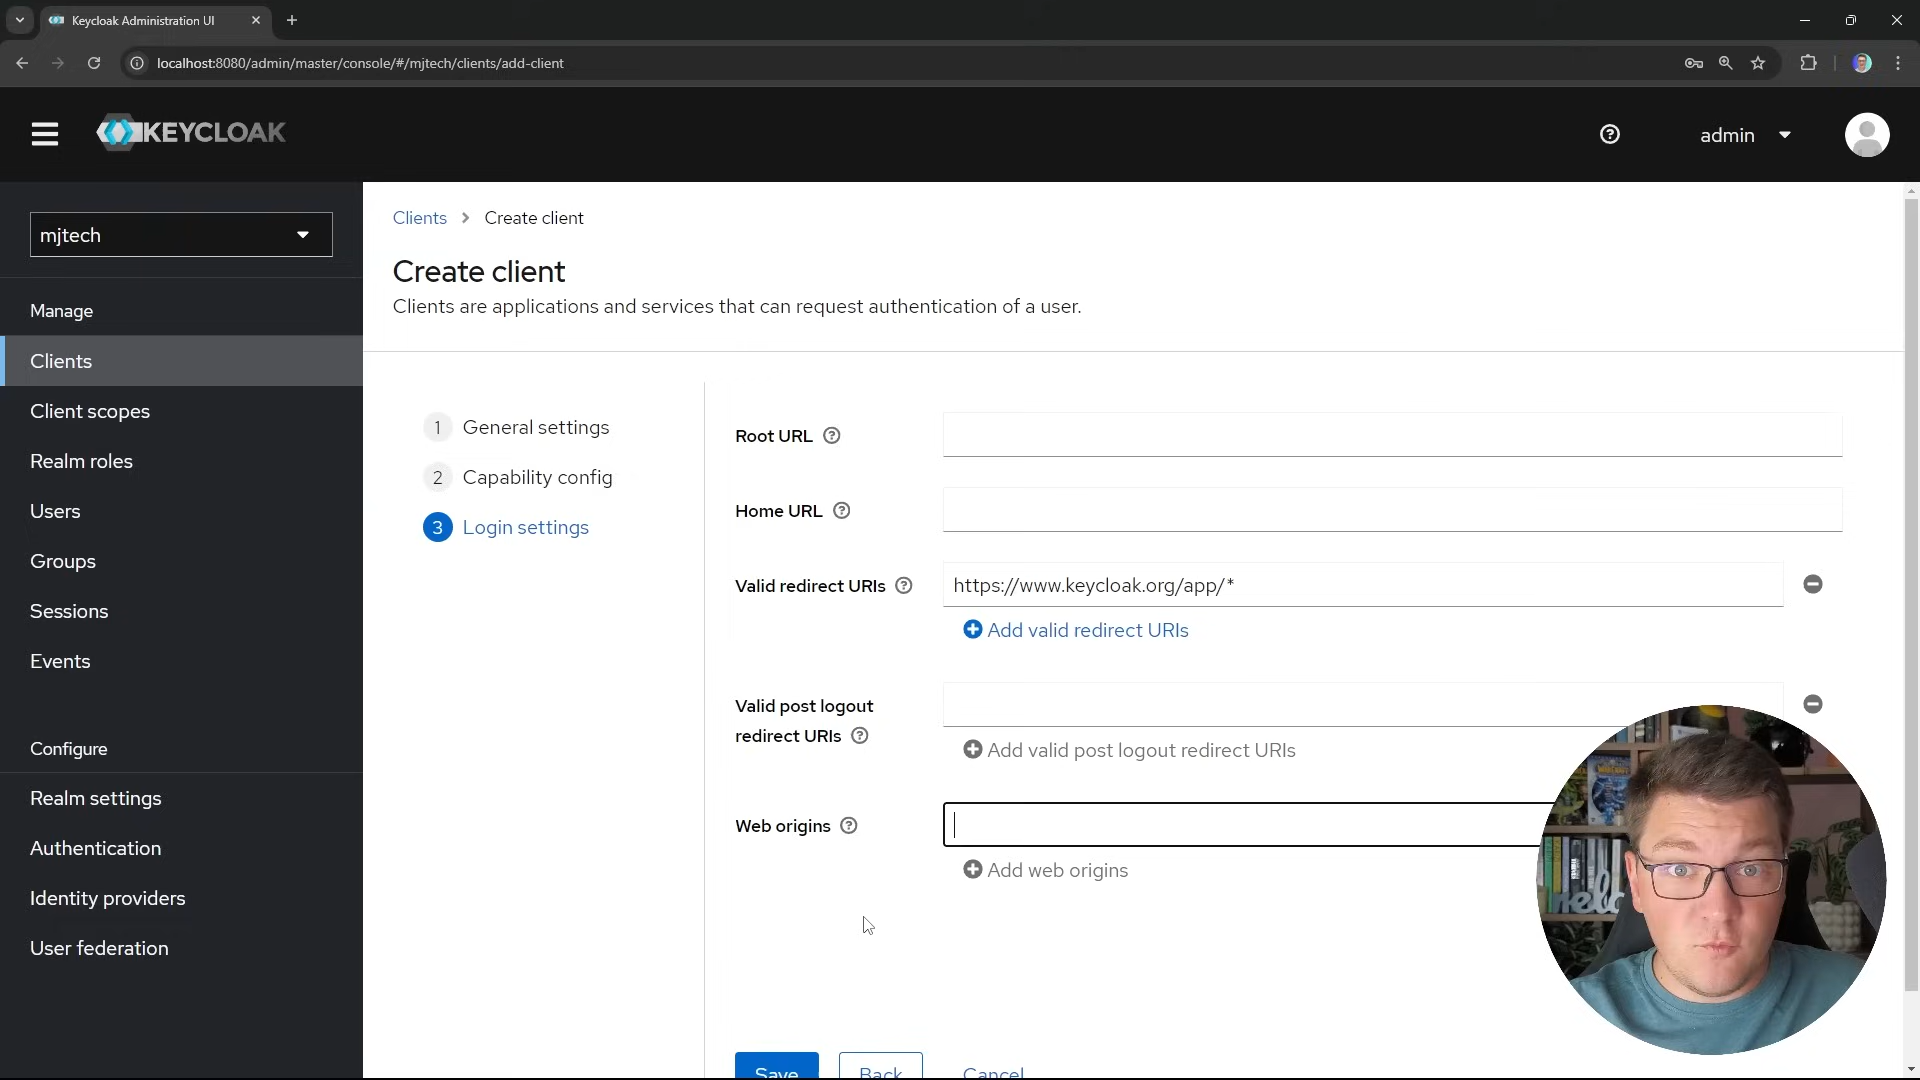 Keycloak Administration UI
localhost:8080/admin/master/console/#/mjtech/clients/add-client
KEYCLOAK
admin
mjtech
Manage
Clients
Client scopes
Realm roles
Users
Groups
Sessions
Events
Configure
Realm settings
Authentication
Identity providers
User federation
Clients > Create client
Create client
Clients are applications and services that can request authentication of a user.
1 General settings
2 Capability config
3 Login settings
Root URL
Home URL
Valid redirect URIs
https://www.keycloak.org/app/*
Add valid redirect URIs
Valid post logout
redirect URIs
Add valid post logout redirect URIs
Web origins
Add web origins
Save
Back
Cancel